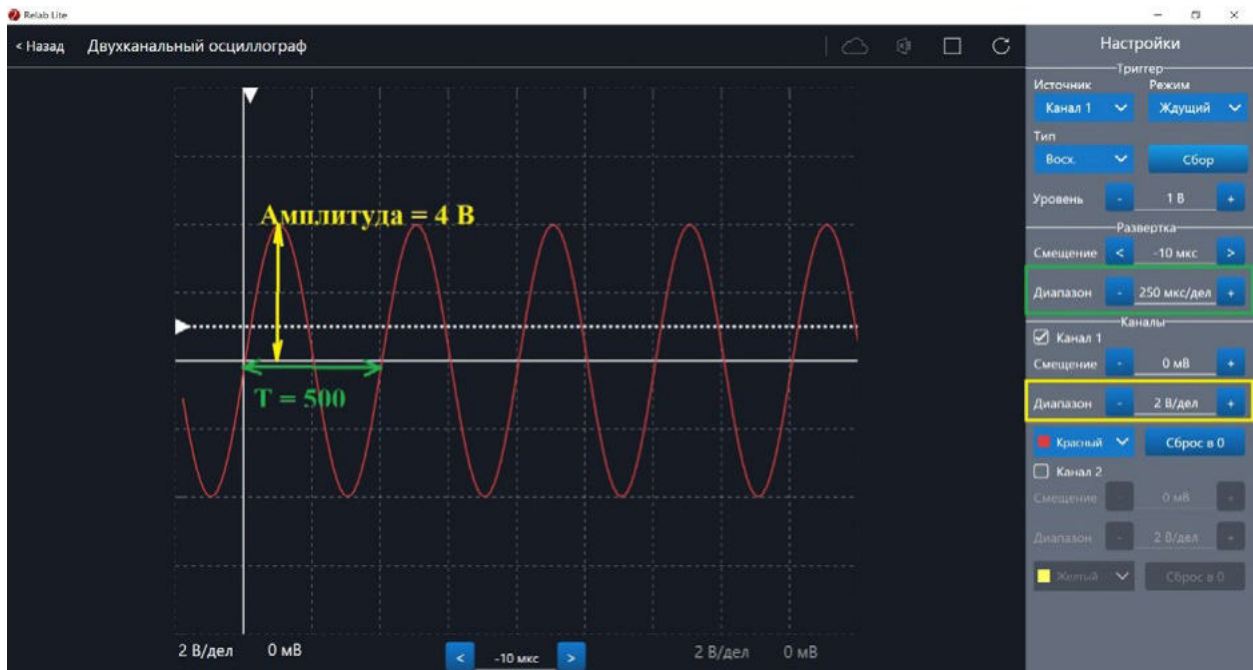 Relab Lite
< Назад Двухканальный осциллограф
Настройки
Триггер
Источник Режим
Канал 1 Ждущий
Тип
Восх. Сбор
Уровень - 1 В +
Развертка
Смещение < -10 мкс >
Диапазон - 250 мкс/дел +
Каналы
Канал 1
Смещение - 0 мВ +
Диапазон - 2 В/дел +
Красный Сброс в 0
Канал 2
Смещение - 0 мВ +
Диапазон - 2 В/дел +
Желтый Сброс в 0
Амплитуда = 4 В
T = 500
2 В/дел 0 мВ < -10 мкс > 2 В/дел 0 мВ